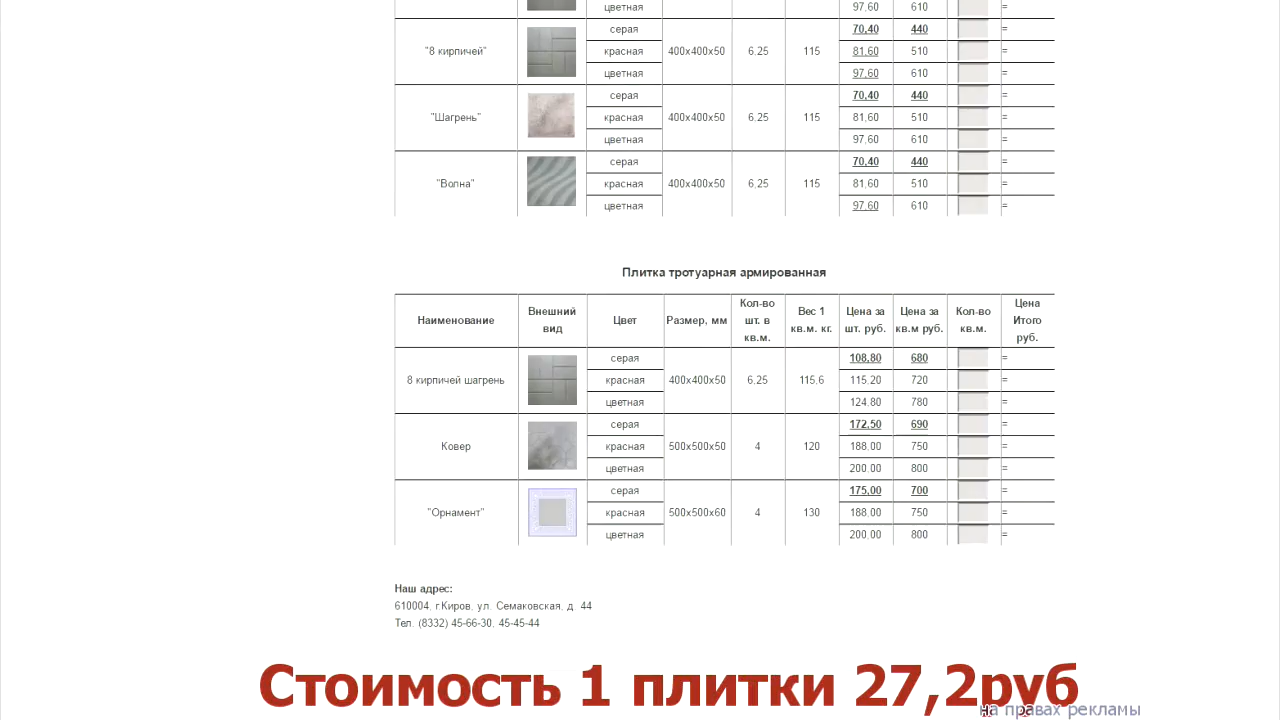 цветная 97,60 610 =
серая 70,40 440 =
"8 кирпичей" красная 400х400х50 6,25 115 81,60 510 =
цветная 97,60 610 =
серая 70,40 440 =
"Шагрень" красная 400х400х50 6,25 115 81,60 510 =
цветная 97,60 610 =
серая 70,40 440 =
"Волна" красная 400х400х50 6,25 115 81,60 510 =
цветная 97,60 610 =
Плитка тротуарная армированная
Наименование Внешний вид Цвет Размер, мм Кол-во шт. в кв.м. Вес 1 кв.м. кг. Цена за шт. руб. Цена за кв.м руб. Кол-во кв.м. Цена Итого руб.
серая 108,80 680 =
8 кирпичей шагрень красная 400х400х50 6,25 115,6 115,20 720 =
цветная 124,80 780 =
серая 172,50 690 =
Ковер красная 500х500х50 4 120 188,00 750 =
цветная 200,00 800 =
серая 175,00 700 =
"Орнамент" красная 500х500х60 4 130 188,00 750 =
цветная 200,00 800 =
Наш адрес:
610004, г.Киров, ул. Семаковская, д. 44
Тел. (8332) 45-66-30, 45-45-44
Стоимость 1 плитки 27,2руб
на правах рекламы